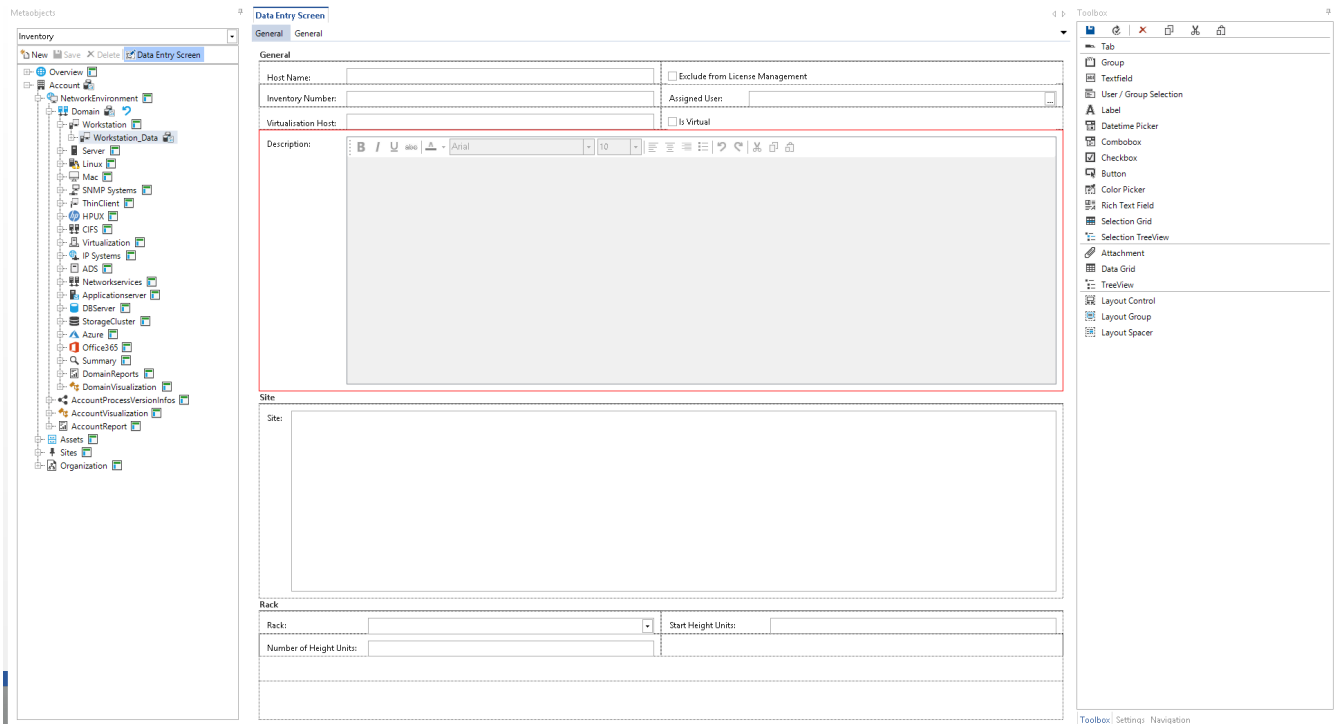 Metaobjects
Inventory
New Save Delete Data Entry Screen
Overview
Account
NetworkEnvironment
Domain
Workstation
Workstation_Data
Server
Linux
Mac
SNMP Systems
ThinClient
HPUX
CIFS
Virtualization
IP Systems
ADS
Networkservices
Applicationserver
DBServer
StorageCluster
Azure
Office365
Summary
DomainReports
DomainVisualization
AccountProcessVersionInfos
AccountVisualization
AccountReport
Assets
Sites
Organization
Data Entry Screen
General General
General
Host Name: Exclude from License Management
Inventory Number: Assigned User: ...
Virtualisation Host: Is Virtual
Description: B I U abc A Arial 10
Site
Site:
Rack
Rack: Start Height Units:
Number of Height Units:
Toolbox
Tab
Group
Textfield
User / Group Selection
A Label
Datetime Picker
Combobox
Checkbox
Button
Color Picker
Rich Text Field
Selection Grid
Selection TreeView
Attachment
Data Grid
TreeView
Layout Control
Layout Group
Layout Spacer
Toolbox Settings Navigation